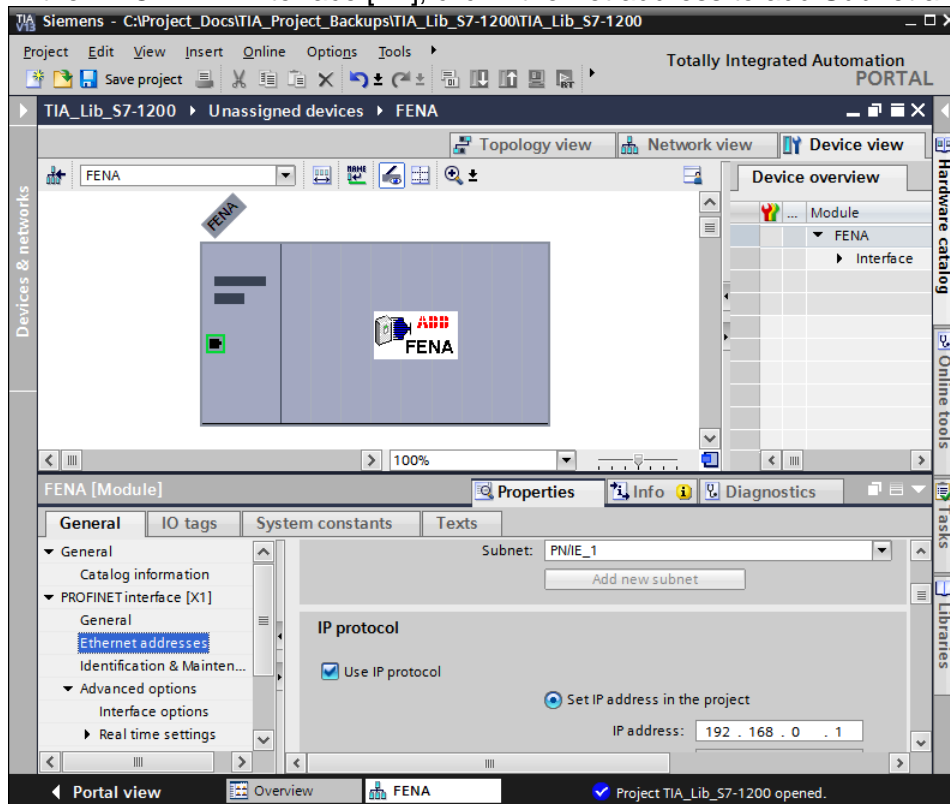 Siemens - C:\Project_Docs\TIA_Project_Backups\TIA_Lib_S7-1200\TIA_Lib_S7-1200
Project Edit View Insert Online Options Tools
Totally Integrated Automation
PORTAL
Save project
TIA_Lib_S7-1200 Unassigned devices FENA
Topology view Network view Device view
FENA
Device overview
... Module
FENA
Interface
FENA
ABB
FENA
Devices & networks
Hardware catalog
Online tools
Tasks
Libraries
100%
FENA [Module]
Properties Info Diagnostics
General IO tags System constants Texts
General
Catalog information
PROFINET interface [X1]
General
Ethernet addresses
Identification & Mainten...
Advanced options
Interface options
Real time settings
Subnet: PN/IE_1
Add new subnet
IP protocol
Use IP protocol
Set IP address in the project
IP address: 192 . 168 . 0 . 1
Portal view Overview FENA Project TIA_Lib_S7-1200 opened.